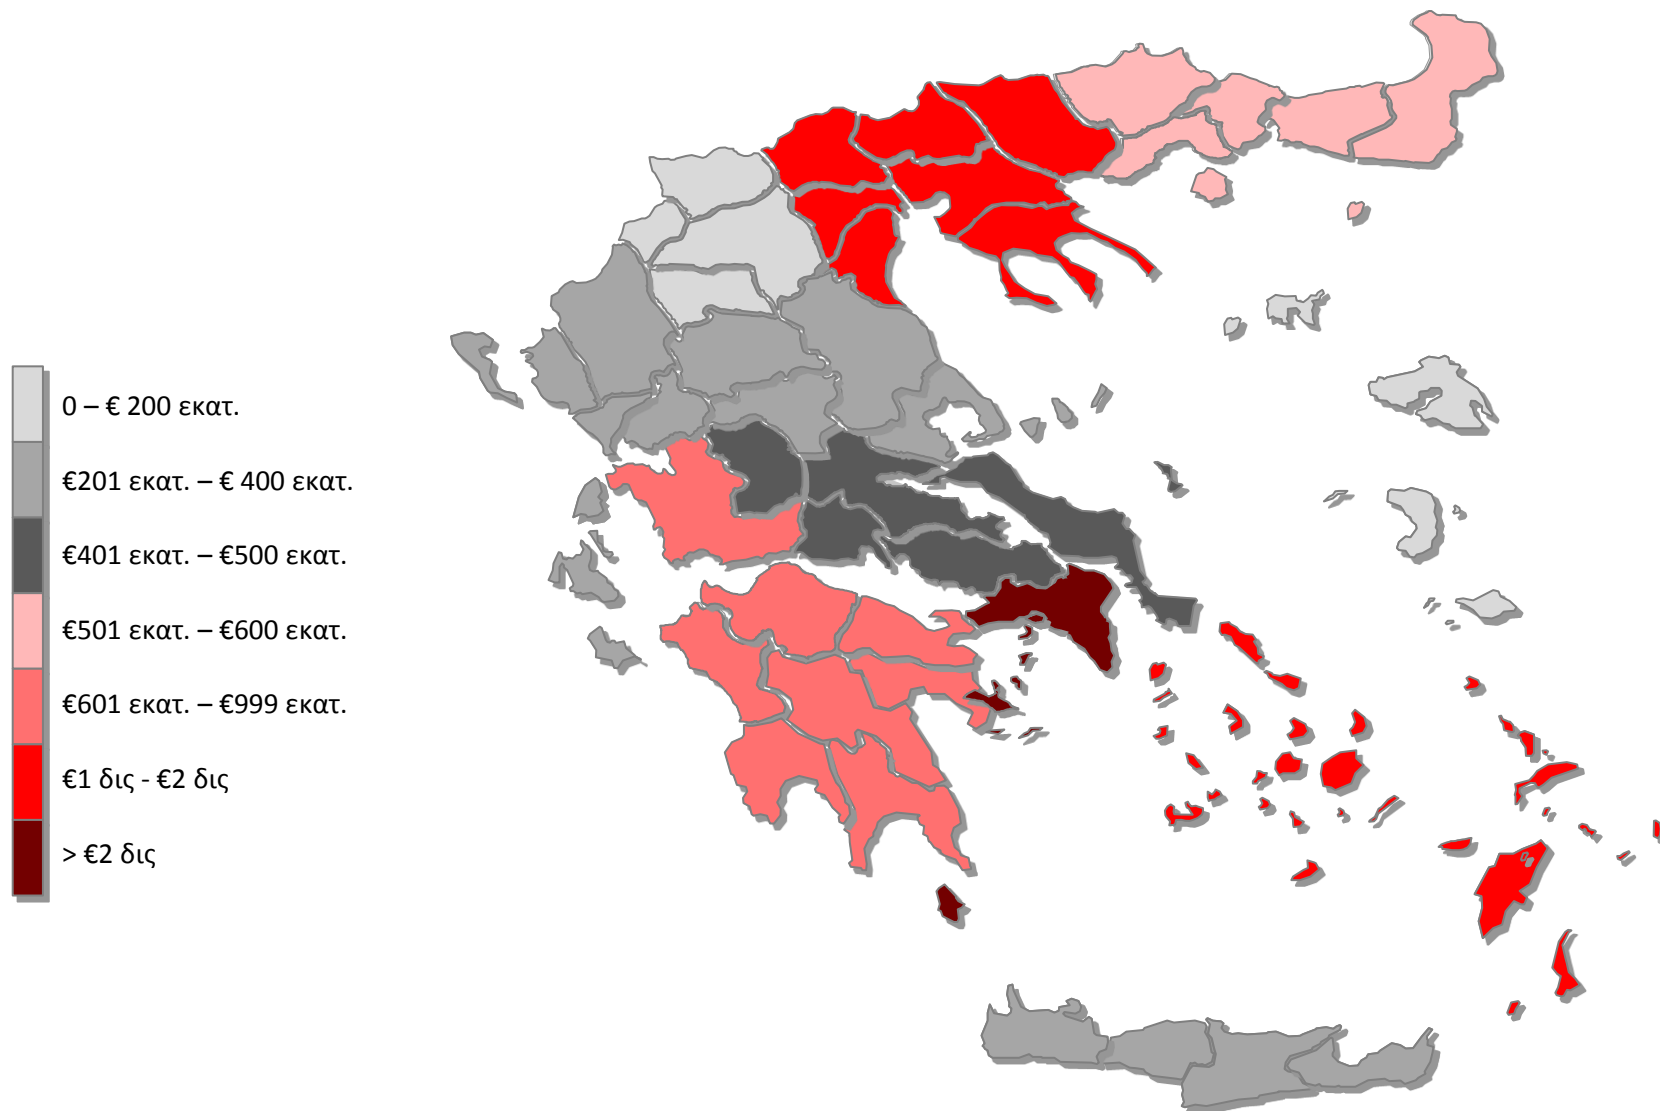 0 – € 200 εκατ.
€201 εκατ. – € 400 εκατ.
€401 εκατ. – €500 εκατ.
€501 εκατ. – €600 εκατ.
€601 εκατ. – €999 εκατ.
€1 δις - €2 δις
> €2 δις